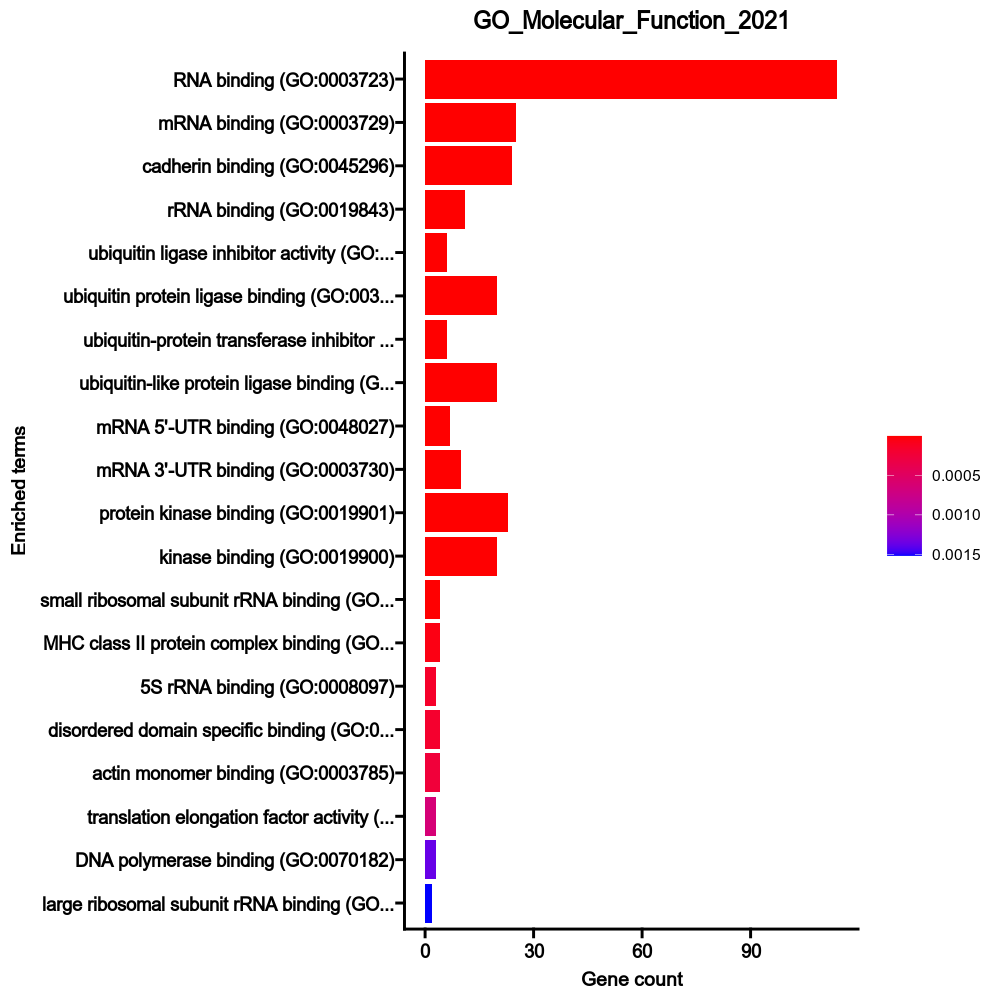 GO_Molecular_Function_2021
RNA binding (GO:0003723)
mRNA binding (GO:0003729)
cadherin binding (GO:0045296)
rRNA binding (GO:0019843)
ubiquitin ligase inhibitor activity (GO:...
ubiquitin protein ligase binding (GO:003...
ubiquitin-protein transferase inhibitor ...
ubiquitin-like protein ligase binding (G...
mRNA 5'-UTR binding (GO:0048027)
mRNA 3'-UTR binding (GO:0003730)
protein kinase binding (GO:0019901)
kinase binding (GO:0019900)
small ribosomal subunit rRNA binding (GO...
MHC class II protein complex binding (GO...
5S rRNA binding (GO:0008097)
disordered domain specific binding (GO:0...
actin monomer binding (GO:0003785)
translation elongation factor activity (...
DNA polymerase binding (GO:0070182)
large ribosomal subunit rRNA binding (GO...
Enriched terms
0 30 60 90
Gene count
0.0005
0.0010
0.0015